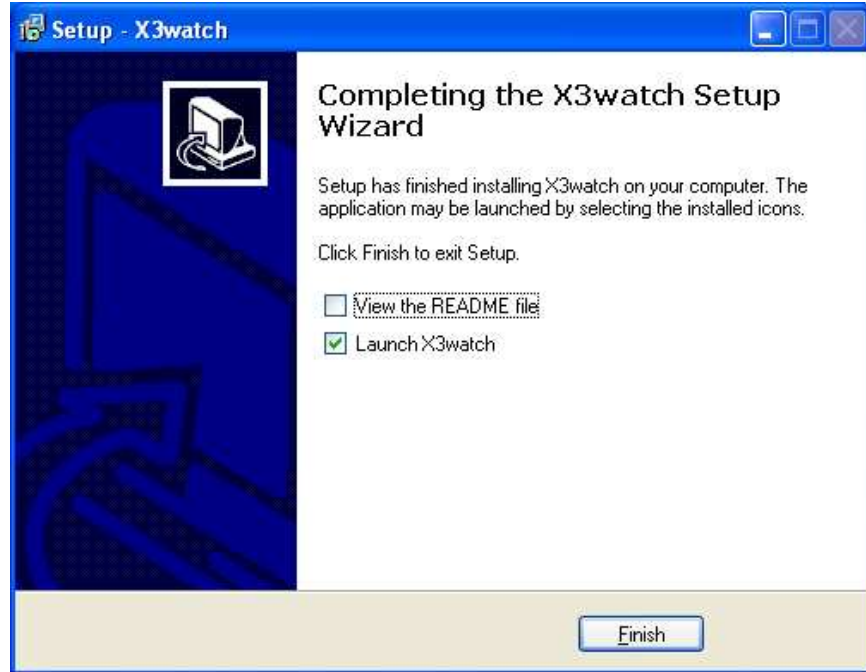 Setup - X3watch
Completing the X3watch Setup
Wizard
Setup has finished installing X3watch on your computer. The
application may be launched by selecting the installed icons.
Click Finish to exit Setup.
View the README file
Launch X3watch
Finish